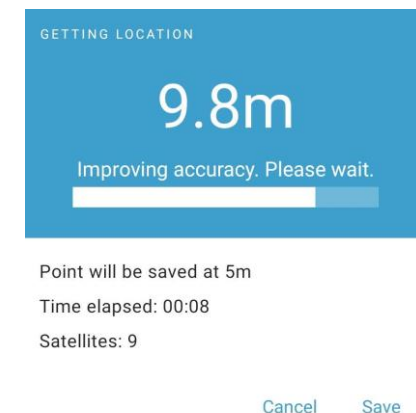 GETTING LOCATION
9.8m
Improving accuracy. Please wait.
Point will be saved at 5m
Time elapsed: 00:08
Satellites: 9
Cancel Save